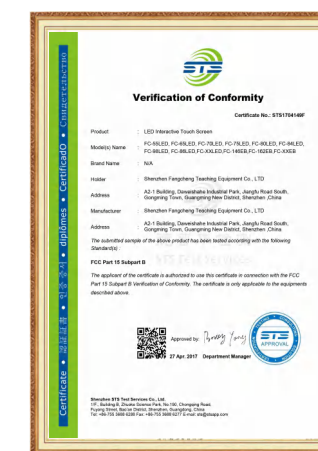 STS
Verification of Conformity
Certificate No.: STS1704149F
Product : LED Interactive Touch Screen
Model(s) Name : FC-55LED, FC-65LED, FC-70LED, FC-75LED, FC-80LED, FC-84LED,
FC-98LED, FC-86LED, FC-XXLED,FC-146EB,FC-162EB,FC-XXEB
Brand Name : N/A
Holder : Shenzhen Fangcheng Teaching Equipment Co., LTD
Address : A2-1 Building, Daweishake Industrial Park, Jiangfu Road South,
Gongming Town, Guangming New District, Shenzhen ,China
Manufacturer : Shenzhen Fangcheng Teaching Equipment Co., LTD
Address : A2-1 Building, Daweishake Industrial Park, Jiangfu Road South,
Gongming Town, Guangming New District, Shenzhen ,China
The submitted sample of the above product has been tested according with the following
Standard(s) :
FCC Part 15 Subpart B
The applicant of the certificate is authorized to use this certificate in connection with the FCC
Part 15 Subpart B Verification of Conformity. The certificate is only applicable to the equipments
described above.
Approved by:
27 Apr. 2017 Department Manager
STS
APPROVAL
Shenzhen STS Test Services Co., Ltd.
Certificate • 認証証書 • 인증서 • diplômes • CertificadO • Свидетельство